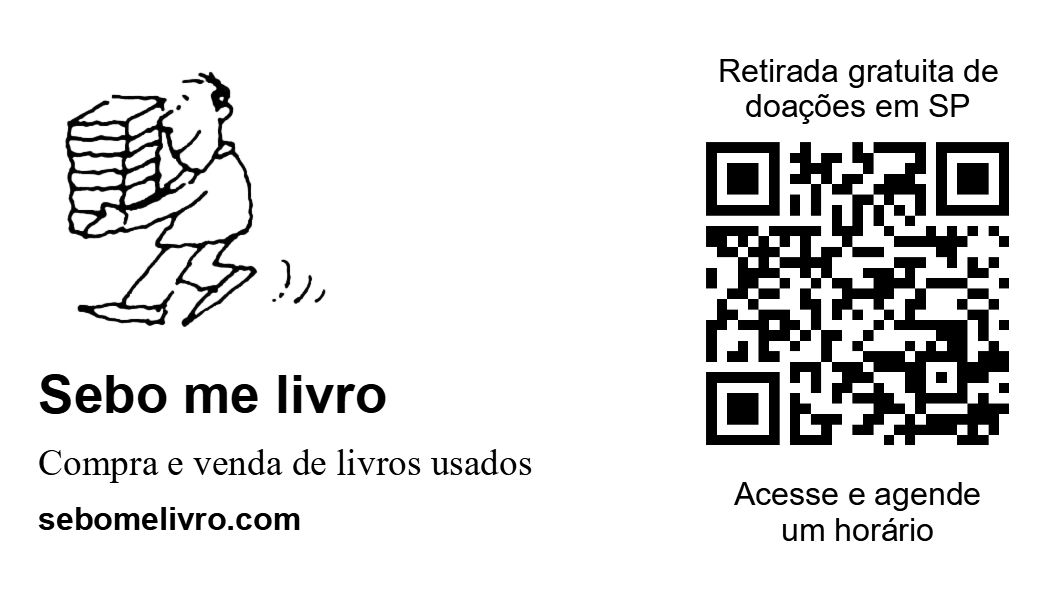 Sebo me livro
Compra e venda de livros usados
sebomelivro.com
Retirada gratuita de
doações em SP
Acesse e agende
um horário